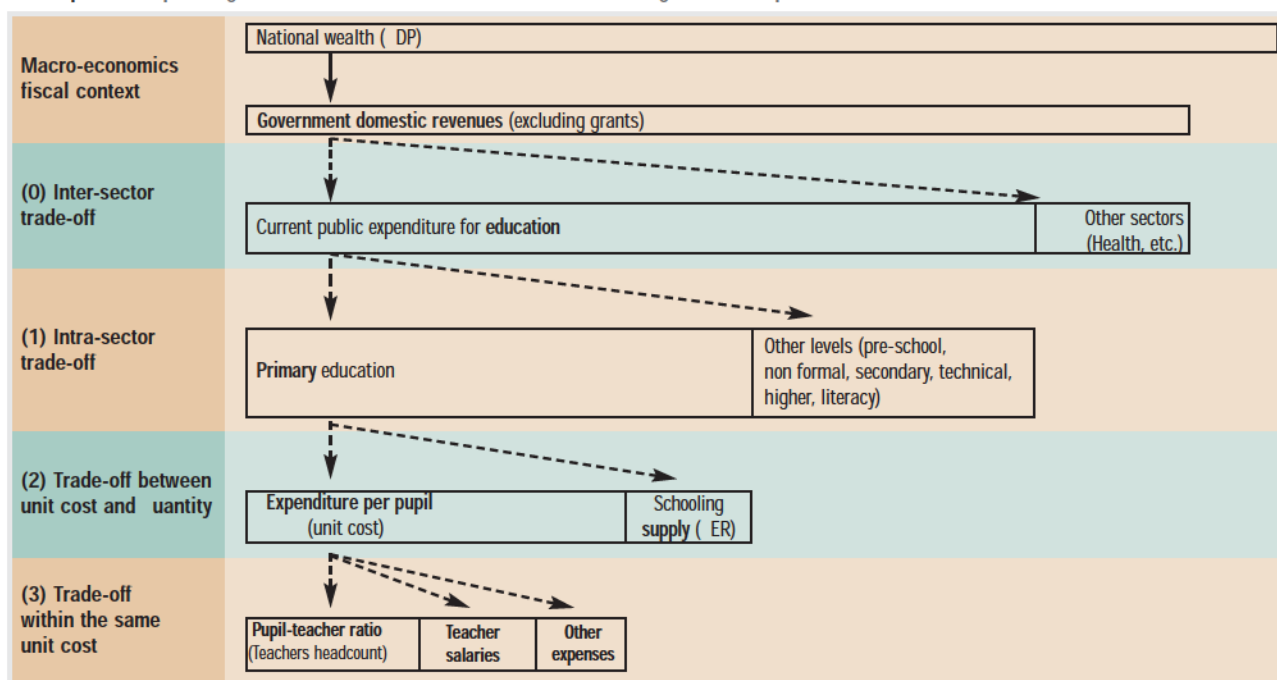 Macro-economics
fiscal context
National wealth ( DP)
Government domestic revenues (excluding grants)
(0) Inter-sector
trade-off
Current public expenditure for education
Other sectors
(Health, etc.)
(1) Intra-sector
trade-off
Primary education
Other levels (pre-school,
non formal, secondary, technical,
higher, literacy)
(2) Trade-off between
unit cost and uantity
Expenditure per pupil
(unit cost)
Schooling
supply ( ER)
(3) Trade-off
within the same
unit cost
Pupil-teacher ratio
(Teachers headcount)
Teacher
salaries
Other
expenses